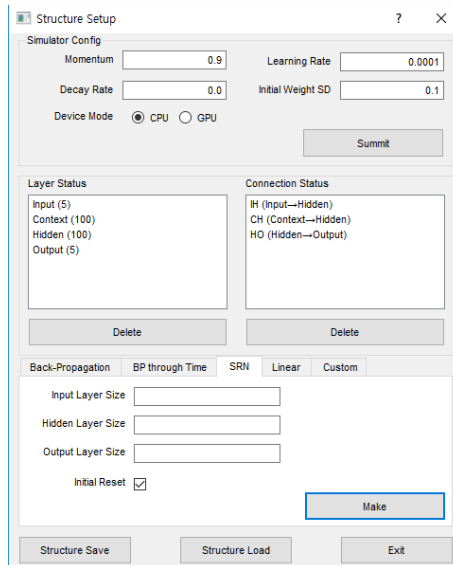 Structure Setup
? ×
Simulator Config
Momentum 0.9 Learning Rate 0.0001
Decay Rate 0.0 Initial Weight SD 0.1
Device Mode CPU GPU
Summit
Layer Status
Input (5)
Context (100)
Hidden (100)
Output (5)
Delete
Connection Status
IH (Input→Hidden)
CH (Context→Hidden)
HO (Hidden→Output)
Delete
Back-Propagation BP through Time SRN Linear Custom
Input Layer Size
Hidden Layer Size
Output Layer Size
Initial Reset
Make
Structure Save Structure Load Exit